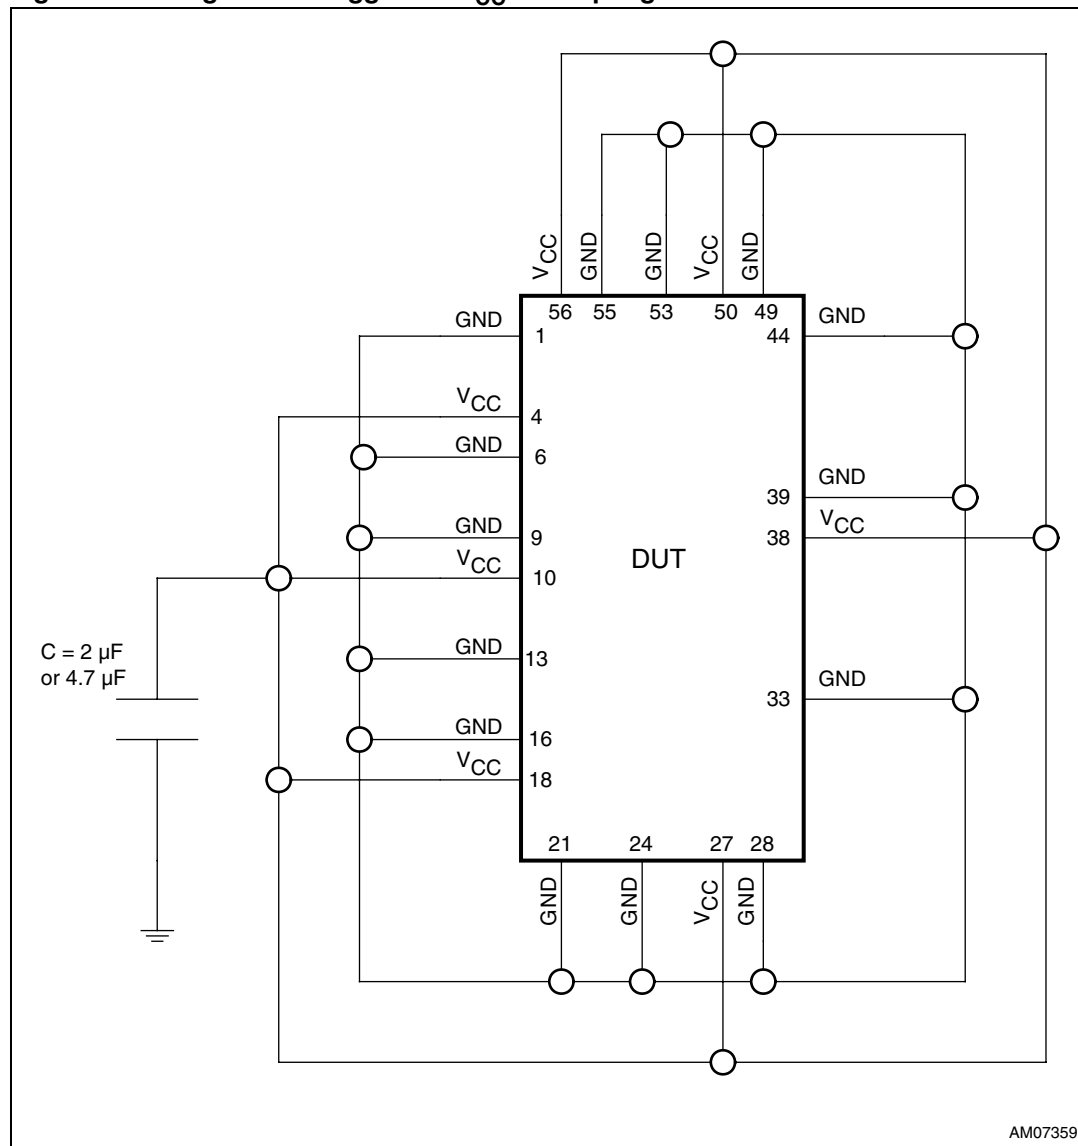 V_CC
GND
GND
V_CC
GND
56 55 53 50 49
GND 1
V_CC 4
GND 6
GND 9
V_CC 10
GND 13
GND 16
V_CC 18
44 GND
39 GND
38 V_CC
33 GND
DUT
C = 2 µF
or 4.7 µF
21 24 27 28
GND
GND
V_CC
GND
AM07359